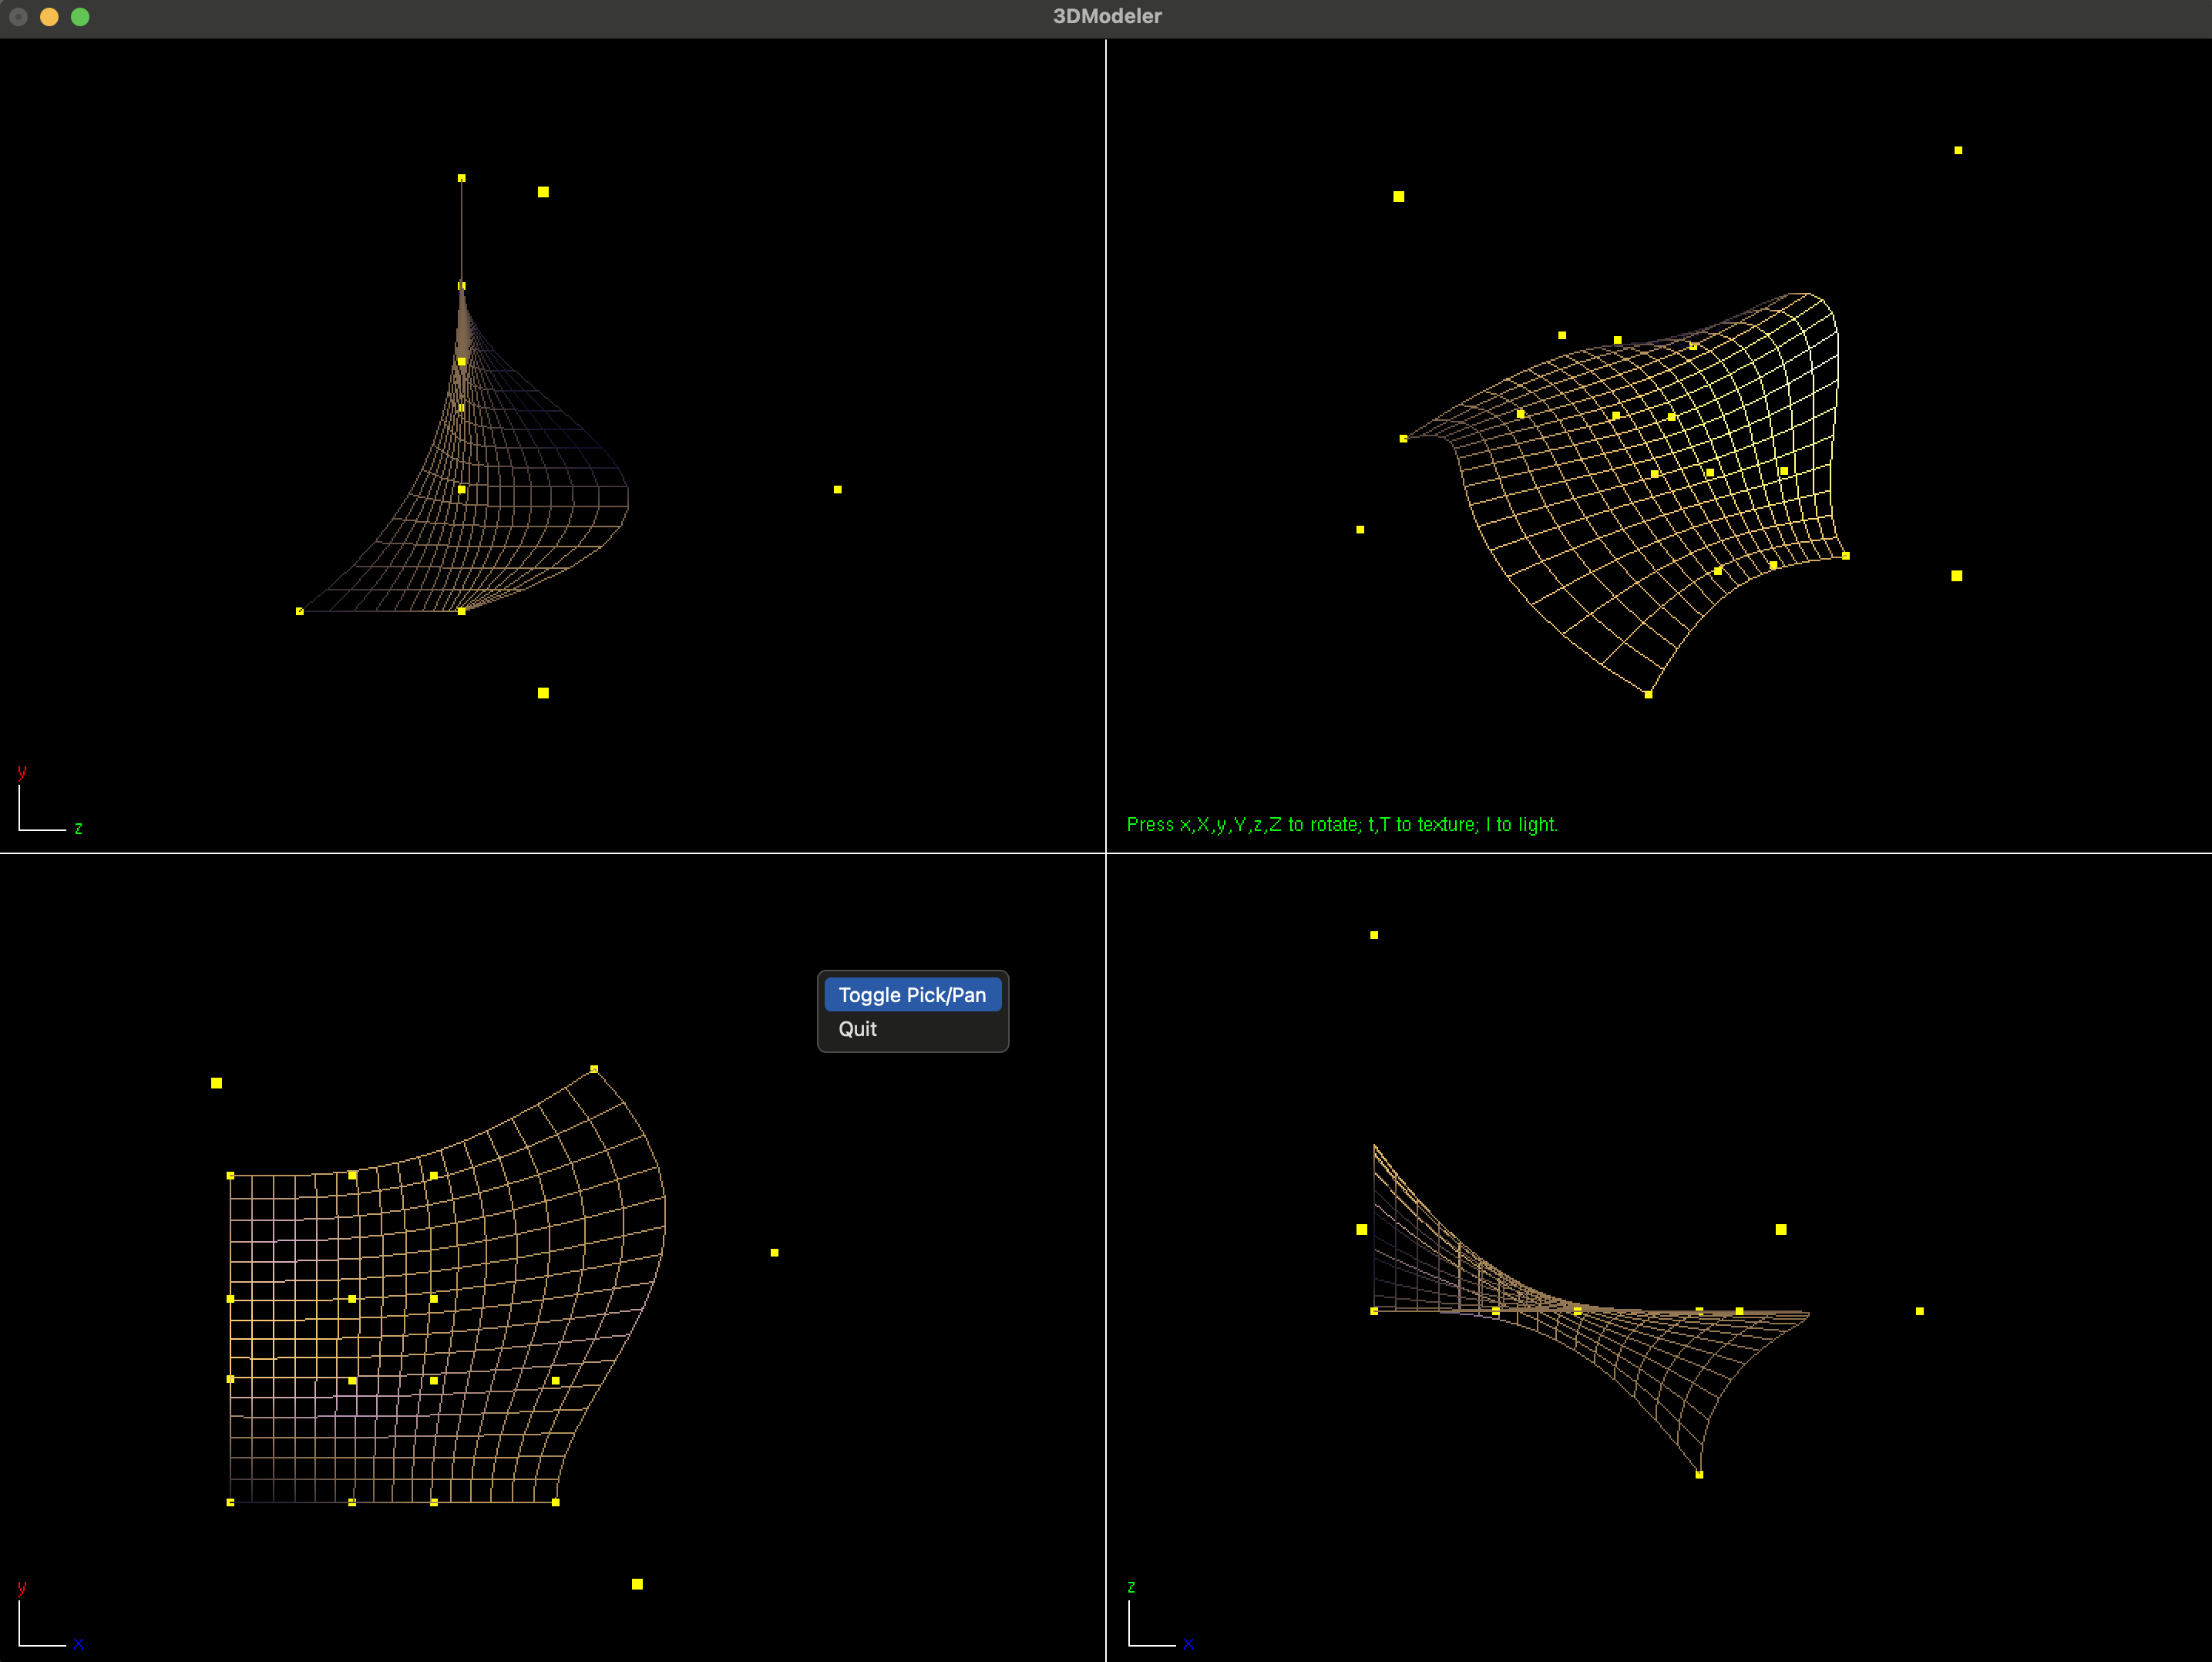 3DModeler
y
z
Press x,X,y,Y,z,Z to rotate; t,T to texture; l to light.
Toggle Pick/Pan
Quit
y
x
z
x